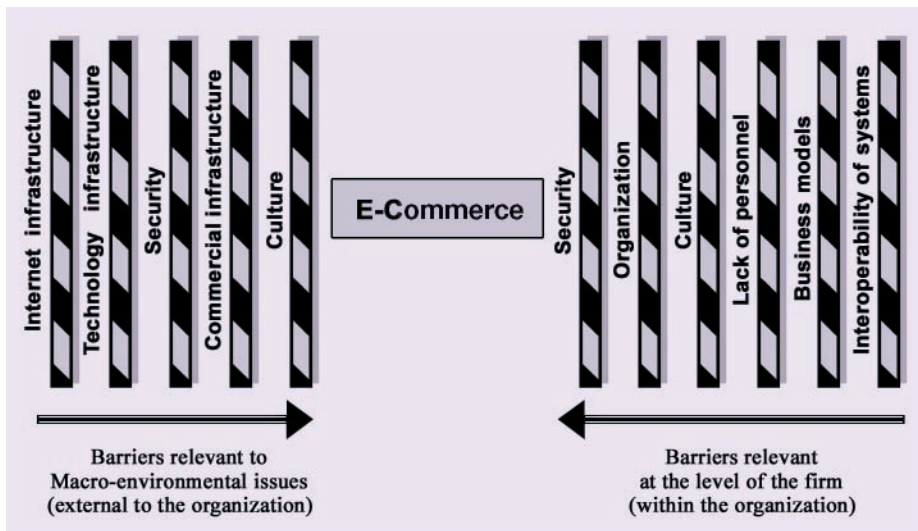 Internet infrastructure
Technology infrastructure
Security
Commercial infrastructure
Culture
E-Commerce
Security
Organization
Culture
Lack of personnel
Business models
Interoperability of systems
Barriers relevant to
Macro-environmental issues
(external to the organization)
Barriers relevant
at the level of the firm
(within the organization)